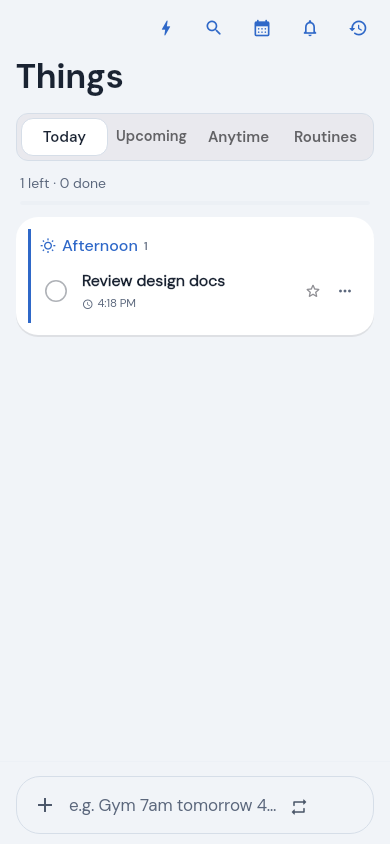 Things
Today Upcoming Anytime Routines
1 left · 0 done
Afternoon 1
Review design docs
4:18 PM
e.g. Gym 7am tomorrow 4...